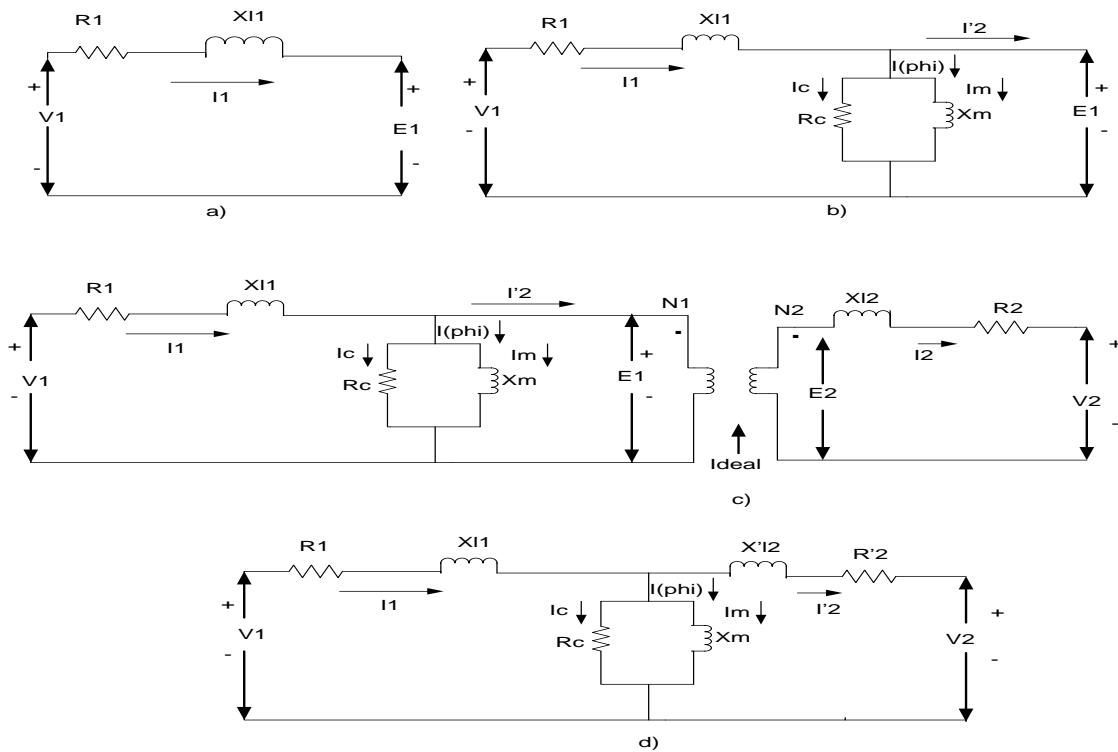 R1
Xl1
I1
+
V1
-
+
E1
-
a)
R1
Xl1
I'2
I1
I(phi)
Ic
Im
Rc
Xm
+
V1
-
+
E1
-
b)
R1
Xl1
I'2
I1
I(phi)
Ic
Im
Rc
Xm
+
V1
-
+
E1
-
N1
N2
Xl2
R2
I2
E2
+
V2
-
Ideal
c)
R1
Xl1
X'l2
R'2
I1
I(phi)
I'2
Ic
Im
Rc
Xm
+
V1
-
+
V2
-
d)